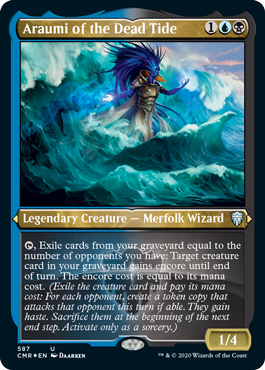 Araumi of the Dead Tide 1
Legendary Creature — Merfolk Wizard
, Exile cards from your graveyard equal to the
number of opponents you have: Target creature
card in your graveyard gains encore until end
of turn. The encore cost is equal to its mana
cost. (Exile the creature card and pay its mana
cost: For each opponent, create a token copy that
attacks that opponent this turn if able. They gain
haste. Sacrifice them at the beginning of the next
end step. Activate only as a sorcery.)
1/4
587 U
CMR★EN DAARKEN ™ & © 2020 Wizards of the Coast